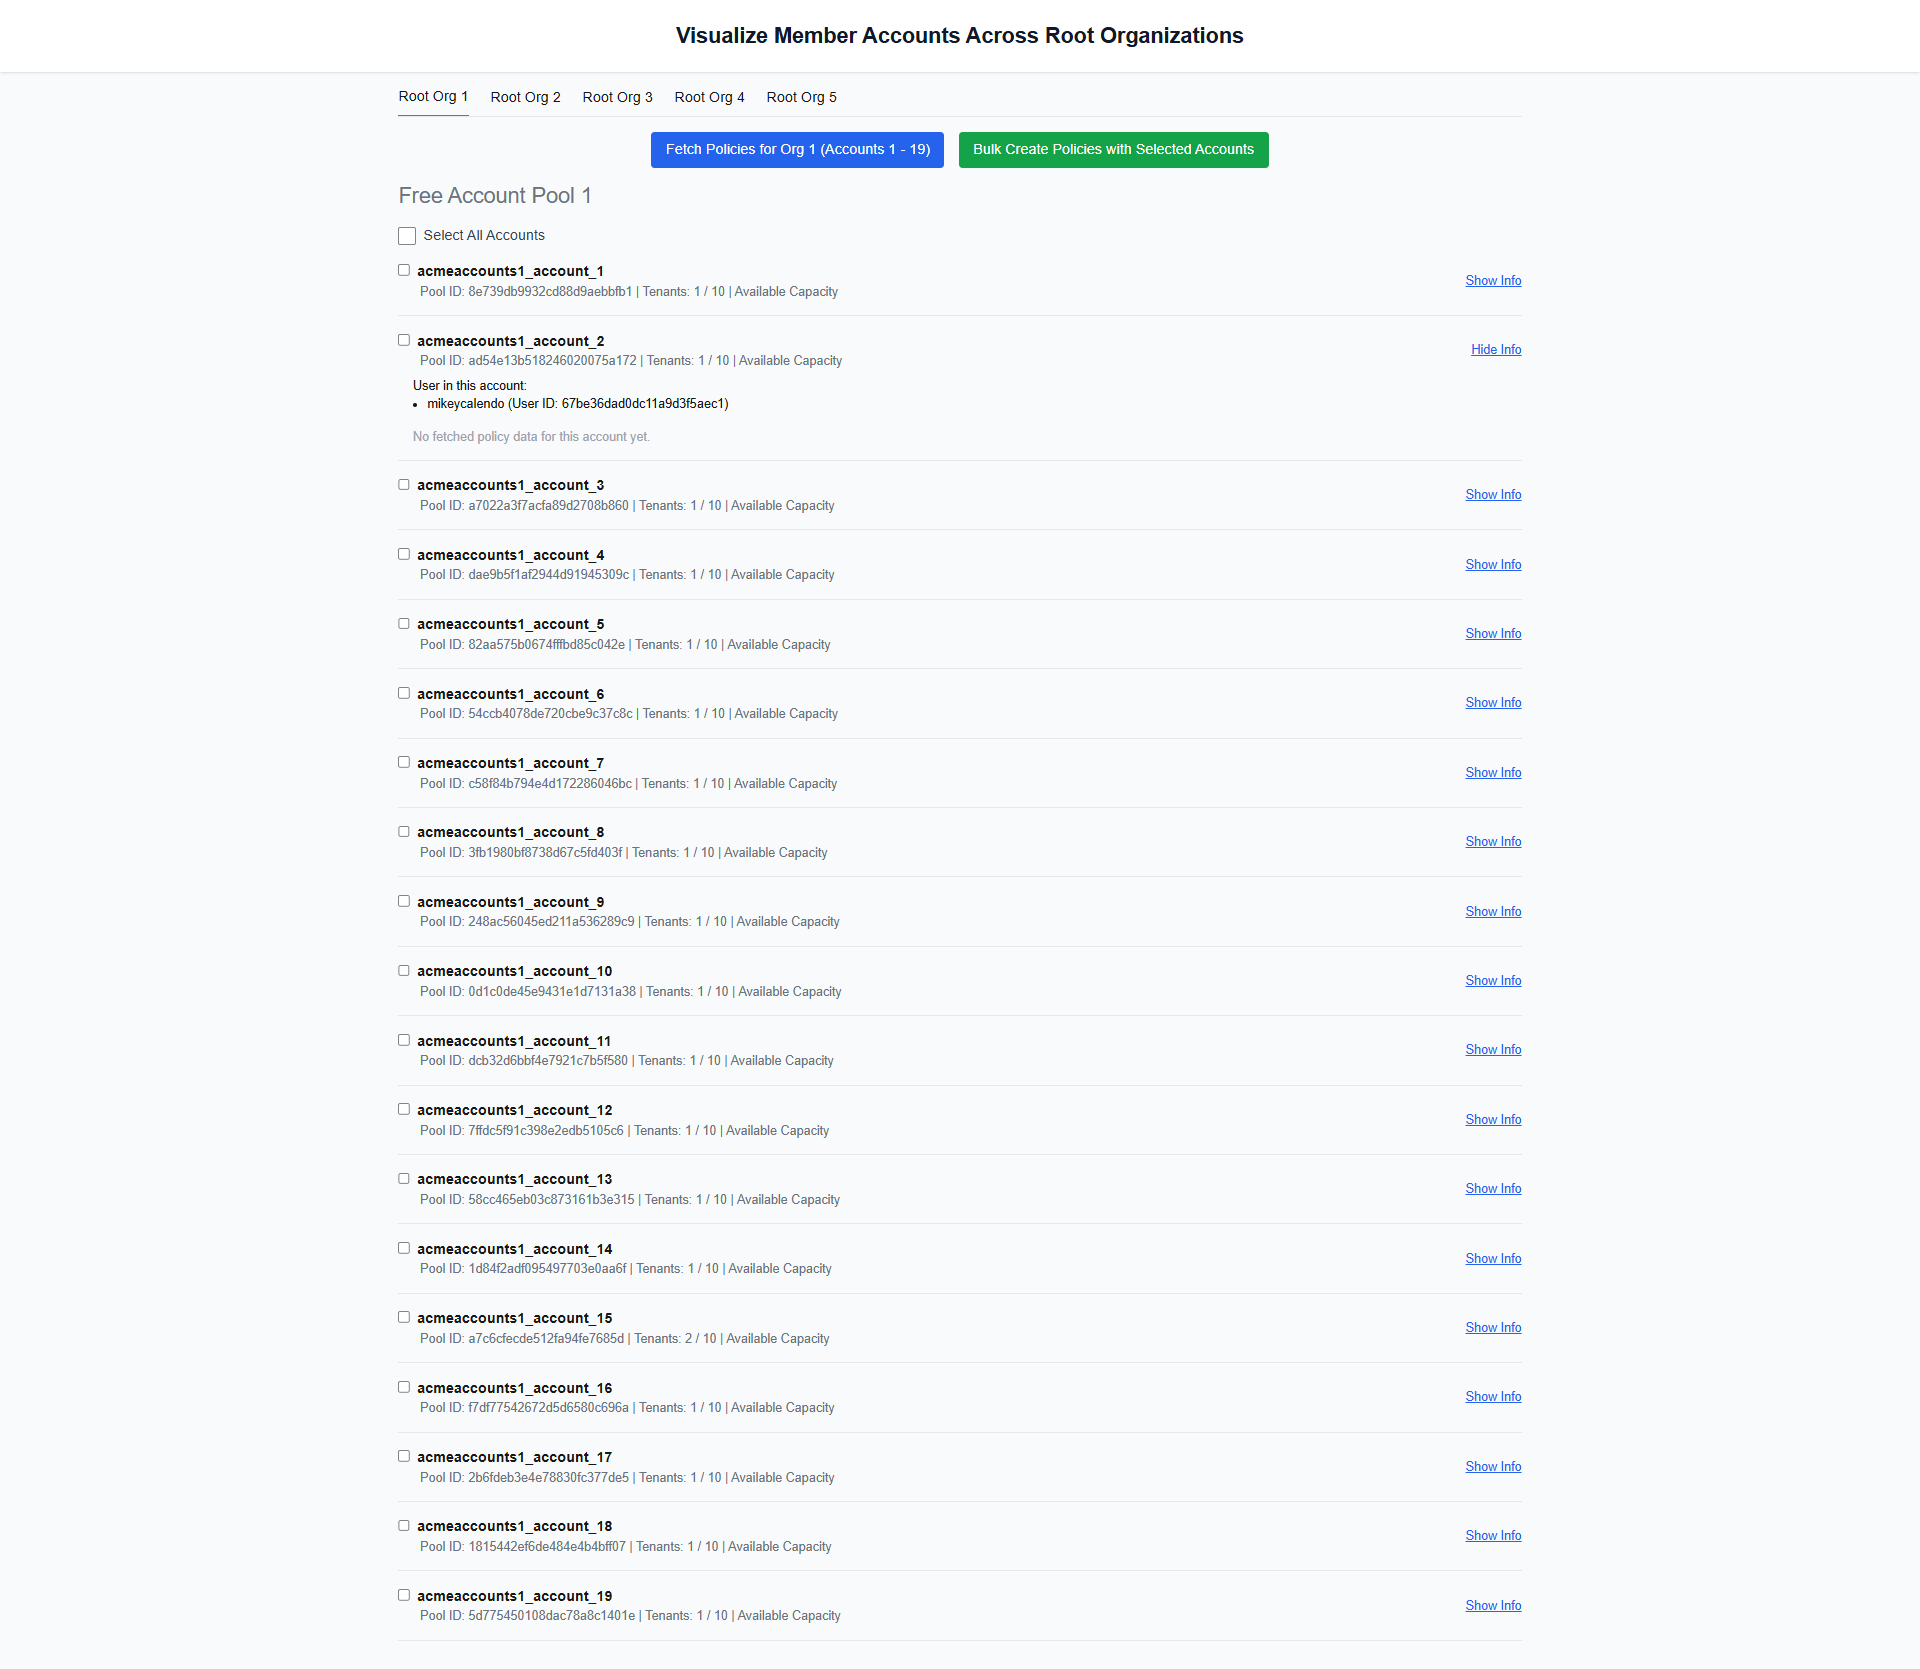 Visualize Member Accounts Across Root Organizations
Root Org 1
Root Org 2
Root Org 3
Root Org 4
Root Org 5
Fetch Policies for Org 1 (Accounts 1 - 19)
Bulk Create Policies with Selected Accounts
Free Account Pool 1
Select All Accounts
acmeaccounts1_account_1
Pool ID: 8e739db9932cd88d9aebbfb1 | Tenants: 1 / 10 | Available Capacity
Show Info
acmeaccounts1_account_2
Pool ID: ad54e13b518246020075a172 | Tenants: 1 / 10 | Available Capacity
Hide Info
User in this account:
• mikeycalendo (User ID: 67be36dad0dc11a9d3f5aec1)
No fetched policy data for this account yet.
acmeaccounts1_account_3
Pool ID: a7022a3f7acfa89d2708b860 | Tenants: 1 / 10 | Available Capacity
Show Info
acmeaccounts1_account_4
Pool ID: dae9b5f1af2944d91945309c | Tenants: 1 / 10 | Available Capacity
Show Info
acmeaccounts1_account_5
Pool ID: 82aa575b0674fffbd85c042e | Tenants: 1 / 10 | Available Capacity
Show Info
acmeaccounts1_account_6
Pool ID: 54ccb4078de720cbe9c37c8c | Tenants: 1 / 10 | Available Capacity
Show Info
acmeaccounts1_account_7
Pool ID: c58f84b794e4d172286046bc | Tenants: 1 / 10 | Available Capacity
Show Info
acmeaccounts1_account_8
Pool ID: 3fb1980bf8738d67c5fd403f | Tenants: 1 / 10 | Available Capacity
Show Info
acmeaccounts1_account_9
Pool ID: 248ac56045ed211a536289c9 | Tenants: 1 / 10 | Available Capacity
Show Info
acmeaccounts1_account_10
Pool ID: 0d1c0de45e9431e1d7131a38 | Tenants: 1 / 10 | Available Capacity
Show Info
acmeaccounts1_account_11
Pool ID: dcb32d6bbf4e7921c7b5f580 | Tenants: 1 / 10 | Available Capacity
Show Info
acmeaccounts1_account_12
Pool ID: 7ffdc5f91c398e2edb5105c6 | Tenants: 1 / 10 | Available Capacity
Show Info
acmeaccounts1_account_13
Pool ID: 58cc465eb03c873161b3e315 | Tenants: 1 / 10 | Available Capacity
Show Info
acmeaccounts1_account_14
Pool ID: 1d84f2adf095497703e0aa6f | Tenants: 1 / 10 | Available Capacity
Show Info
acmeaccounts1_account_15
Pool ID: a7c6cfecde512fa94fe7685d | Tenants: 2 / 10 | Available Capacity
Show Info
acmeaccounts1_account_16
Pool ID: f7df77542672d5d6580c696a | Tenants: 1 / 10 | Available Capacity
Show Info
acmeaccounts1_account_17
Pool ID: 2b6fdeb3e4e78830fc377de5 | Tenants: 1 / 10 | Available Capacity
Show Info
acmeaccounts1_account_18
Pool ID: 1815442ef6de484e4b4bff07 | Tenants: 1 / 10 | Available Capacity
Show Info
acmeaccounts1_account_19
Pool ID: 5d775450108dac78a8c1401e | Tenants: 1 / 10 | Available Capacity
Show Info